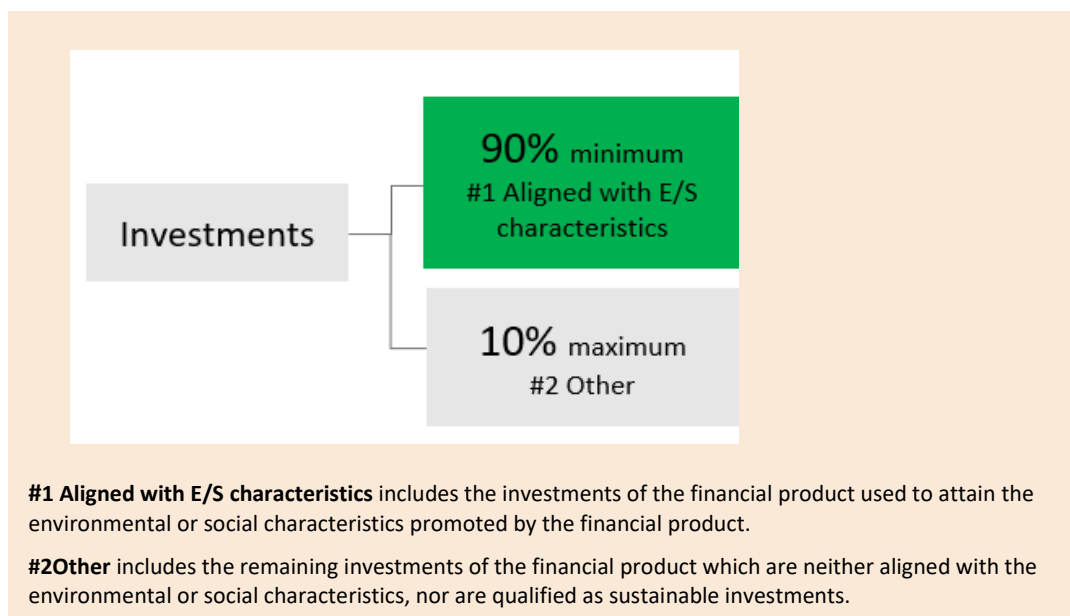 90% minimum
#1 Aligned with E/S
characteristics
Investments
10% maximum
#2 Other
#1 Aligned with E/S characteristics includes the investments of the financial product used to attain the
environmental or social characteristics promoted by the financial product.
#2Other includes the remaining investments of the financial product which are neither aligned with the
environmental or social characteristics, nor are qualified as sustainable investments.